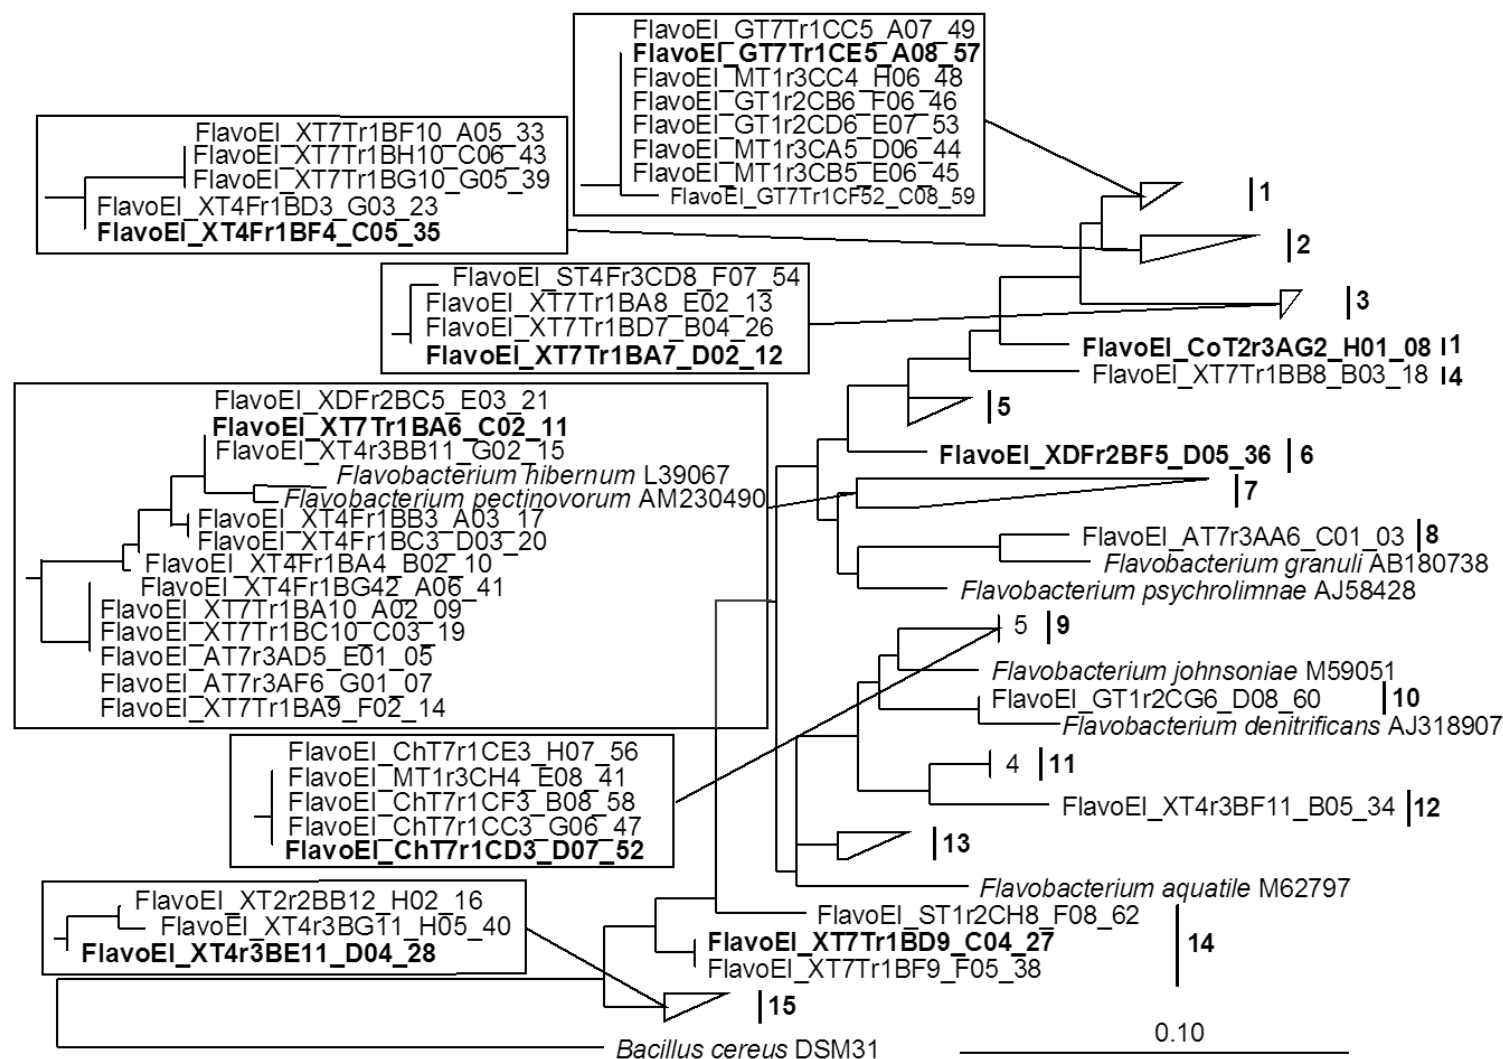 FlavoEl_GT7Tr1CC5_A07_49
FlavoEl_GT7Tr1CE5_A08_57
FlavoEl_MT1r3CC4_H06_48
FlavoEl_GT1r2CB6_F06_46
FlavoEl_GT1r2CD6_E07_53
FlavoEl_MT1r3CA5_D06_44
FlavoEl_MT1r3CB5_E06_45
FlavoEl_GT7Tr1CF52_C08_59
FlavoEl_XT7Tr1BF10_A05_33
FlavoEl_XT7Tr1BH10_C06_43
FlavoEl_XT7Tr1BG10_G05_39
FlavoEl_XT4Fr1BD3_G03_23
FlavoEl_XT4Fr1BF4_C05_35
FlavoEl_ST4Fr3CD8_F07_54
FlavoEl_XT7Tr1BA8_E02_13
FlavoEl_XT7Tr1BD7_B04_26
FlavoEl_XT7Tr1BA7_D02_12
FlavoEl_XDFr2BC5_E03_21
FlavoEl_XT7Tr1BA6_C02_11
FlavoEl_XT4r3BB11_G02_15
Flavobacterium hibernum L39067
Flavobacterium pectinovorum AM230490
FlavoEl_XT4Fr1BB3_A03_17
FlavoEl_XT4Fr1BC3_D03_20
FlavoEl_XT4Fr1BA4_B02_10
FlavoEl_XT4Fr1BG42_A06_41
FlavoEl_XT7Tr1BA10_A02_09
FlavoEl_XT7Tr1BC10_C03_19
FlavoEl_AT7r3AD5_E01_05
FlavoEl_AT7r3AF6_G01_07
FlavoEl_XT7Tr1BA9_F02_14
FlavoEl_ChT7r1CE3_H07_56
FlavoEl_MT1r3CH4_E08_41
FlavoEl_ChT7r1CF3_B08_58
FlavoEl_ChT7r1CC3_G06_47
FlavoEl_ChT7r1CD3_D07_52
FlavoEl_XT2r2BB12_H02_16
FlavoEl_XT4r3BG11_H05_40
FlavoEl_XT4r3BE11_D04_28
1
2
3
FlavoEl_CoT2r3AG2_H01_08 1
FlavoEl_XT7Tr1BB8_B03_18 4
5
FlavoEl_XDFr2BF5_D05_36 6
7
FlavoEl_AT7r3AA6_C01_03 8
Flavobacterium granuli AB180738
Flavobacterium psychrolimnae AJ58428
5 9
Flavobacterium johnsoniae M59051
FlavoEl_GT1r2CG6_D08_60 10
Flavobacterium denitrificans AJ318907
4 11
FlavoEl_XT4r3BF11_B05_34 12
13
Flavobacterium aquatile M62797
FlavoEl_ST1r2CH8_F08_62
FlavoEl_XT7Tr1BD9_C04_27 14
FlavoEl_XT7Tr1BF9_F05_38
15
Bacillus cereus DSM31
0.10